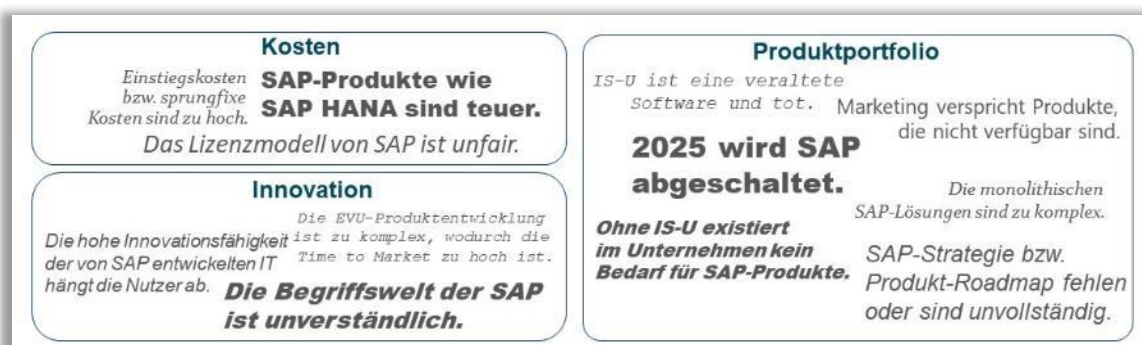 Kosten
Einstiegskosten
bzw. sprungfixe
Kosten sind zu hoch.
SAP-Produkte wie
SAP HANA sind teuer.
Das Lizenzmodell von SAP ist unfair.
Innovation
Die hohe Innovationsfähigkeit
der von SAP entwickelten IT
hängt die Nutzer ab.
Die EVU-Produktentwicklung
ist zu komplex, wodurch die
Time to Market zu hoch ist.
Die Begriffswelt der SAP
ist unverständlich.
Produktportfolio
IS-U ist eine veraltete
Software und tot.
Marketing verspricht Produkte,
die nicht verfügbar sind.
2025 wird SAP
abgeschaltet.
Die monolithischen
SAP-Lösungen sind zu komplex.
Ohne IS-U existiert
im Unternehmen kein
Bedarf für SAP-Produkte.
SAP-Strategie bzw.
Produkt-Roadmap fehlen
oder sind unvollständig.